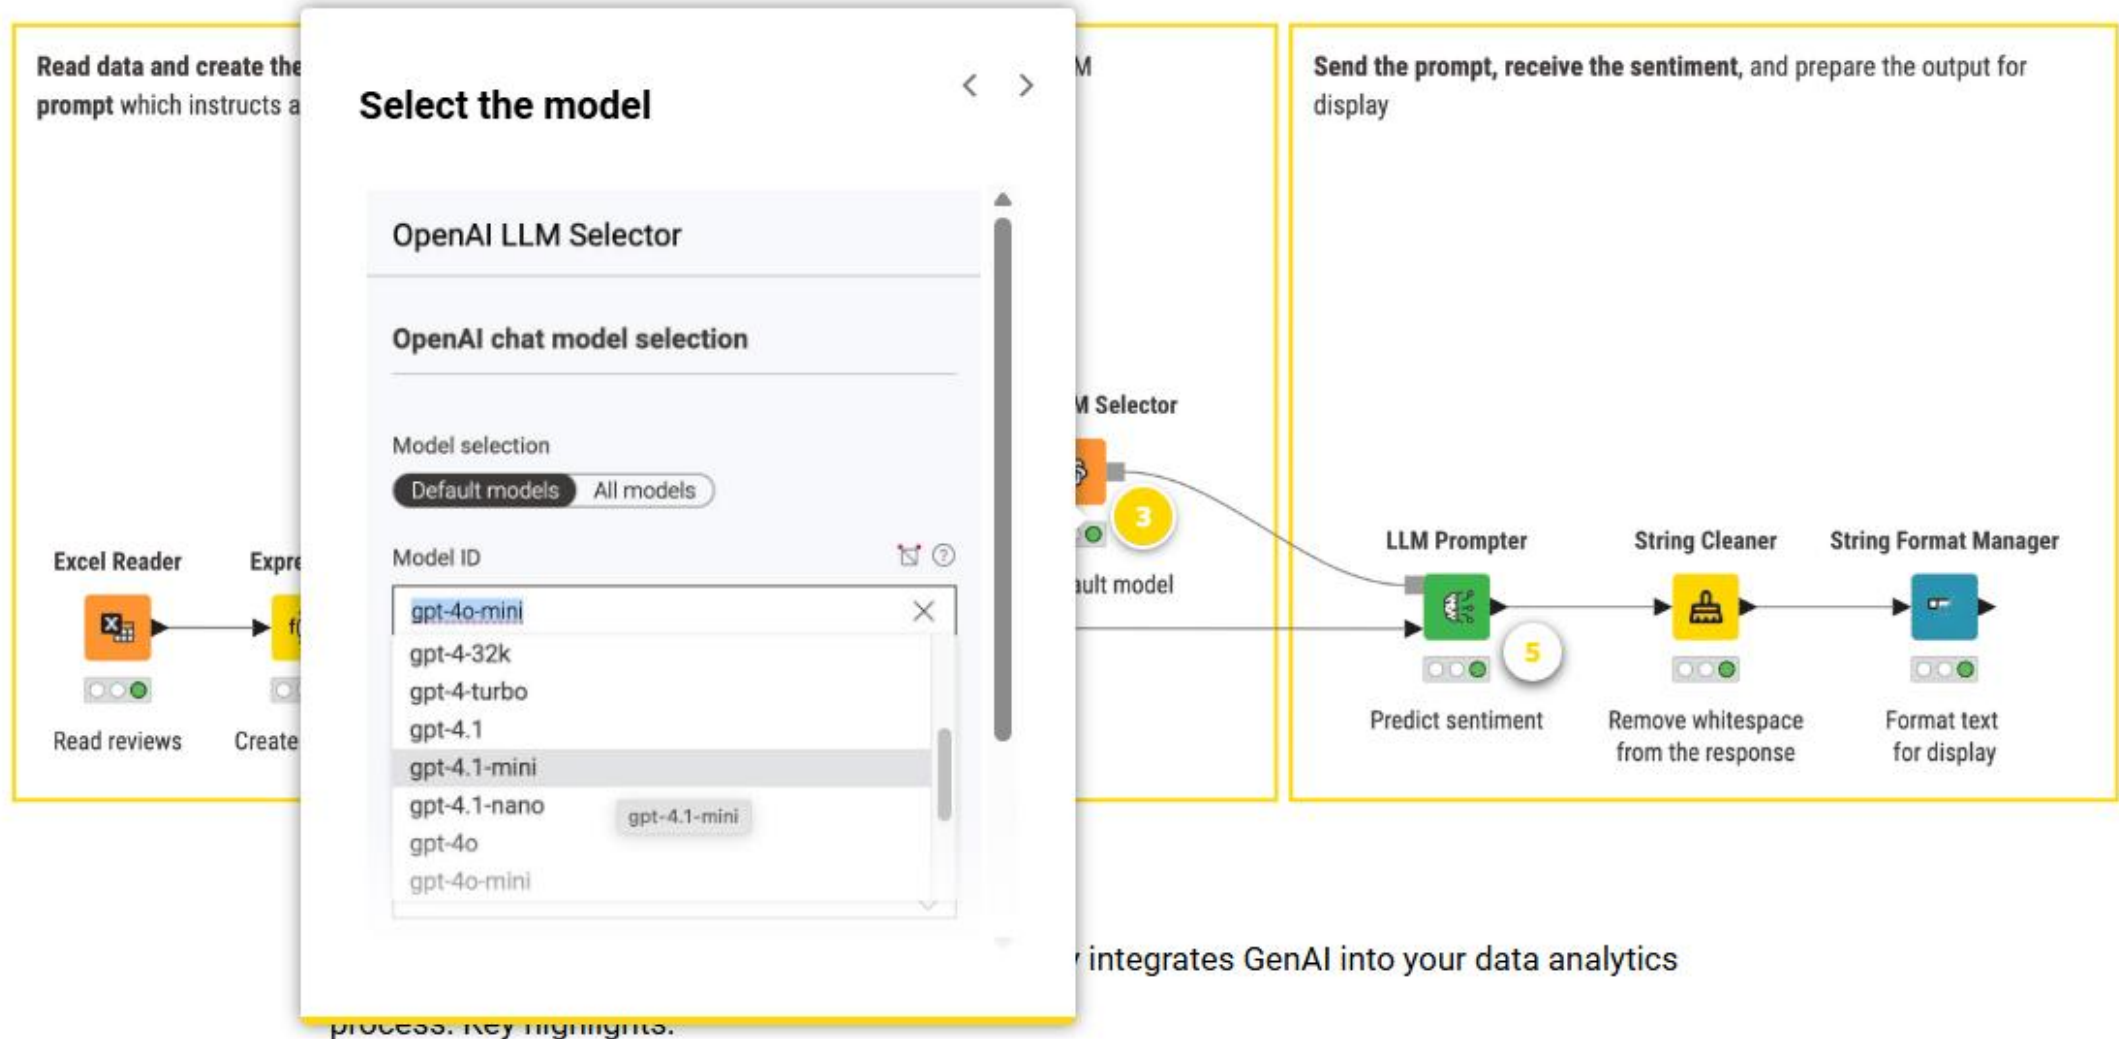 Read data and create the
prompt which instructs a
Select the model
OpenAI LLM Selector
OpenAI chat model selection
Model selection
Default models
All models
Model ID
gpt-4o-mini
gpt-4-32k
gpt-4-turbo
gpt-4.1
gpt-4.1-mini
gpt-4.1-nano
gpt-4.1-mini
gpt-4o
gpt-4o-mini
Excel Reader
Expre
Read reviews
Create
M
M Selector
3
ault model
Send the prompt, receive the sentiment, and prepare the output for
display
LLM Prompter
5
Predict sentiment
String Cleaner
Remove whitespace
from the response
String Format Manager
Format text
for display
y integrates GenAI into your data analytics
process. Key highlights: